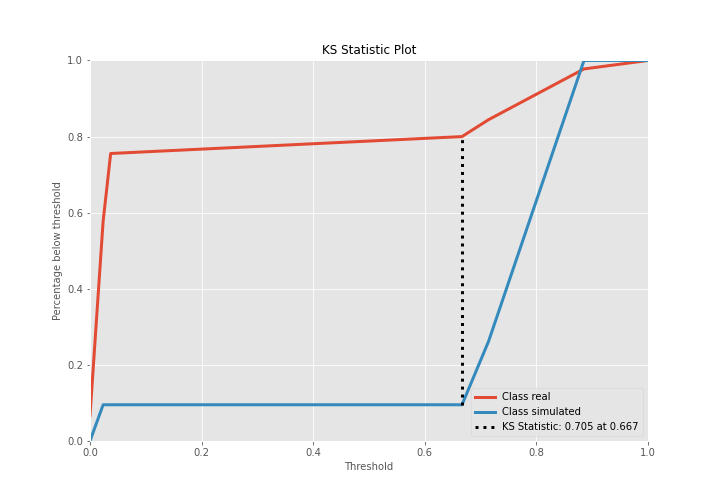 KS Statistic Plot
1.0
0.8
0.6
0.4
0.2
0.0
Percentage below threshold
0.0 0.2 0.4 0.6 0.8 1.0
Threshold
Class real
Class simulated
KS Statistic: 0.705 at 0.667